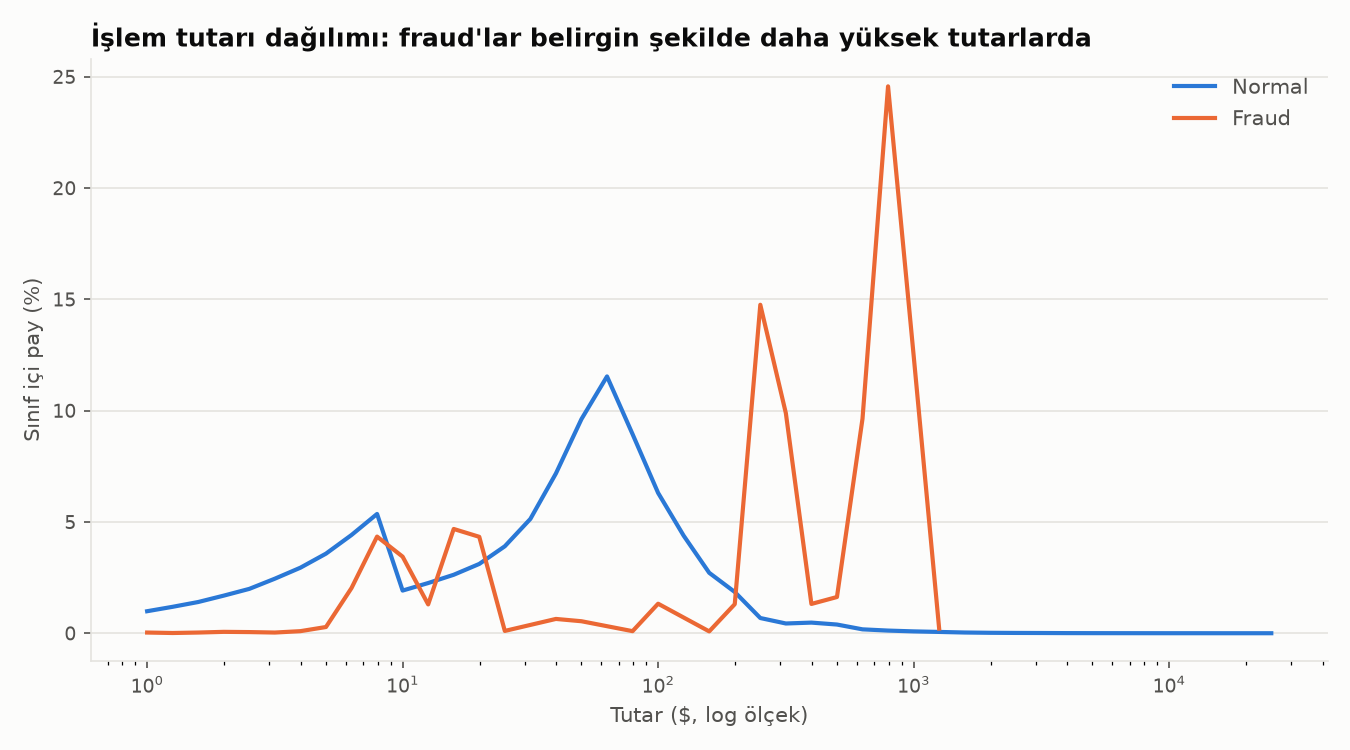 İşlem tutarı dağılımı: fraud'lar belirgin şekilde daha yüksek tutarlarda
Normal
Fraud
Sınıf içi pay (%)
25
20
15
10
5
0
10⁰
10¹
10²
10³
10⁴
Tutar ($, log ölçek)